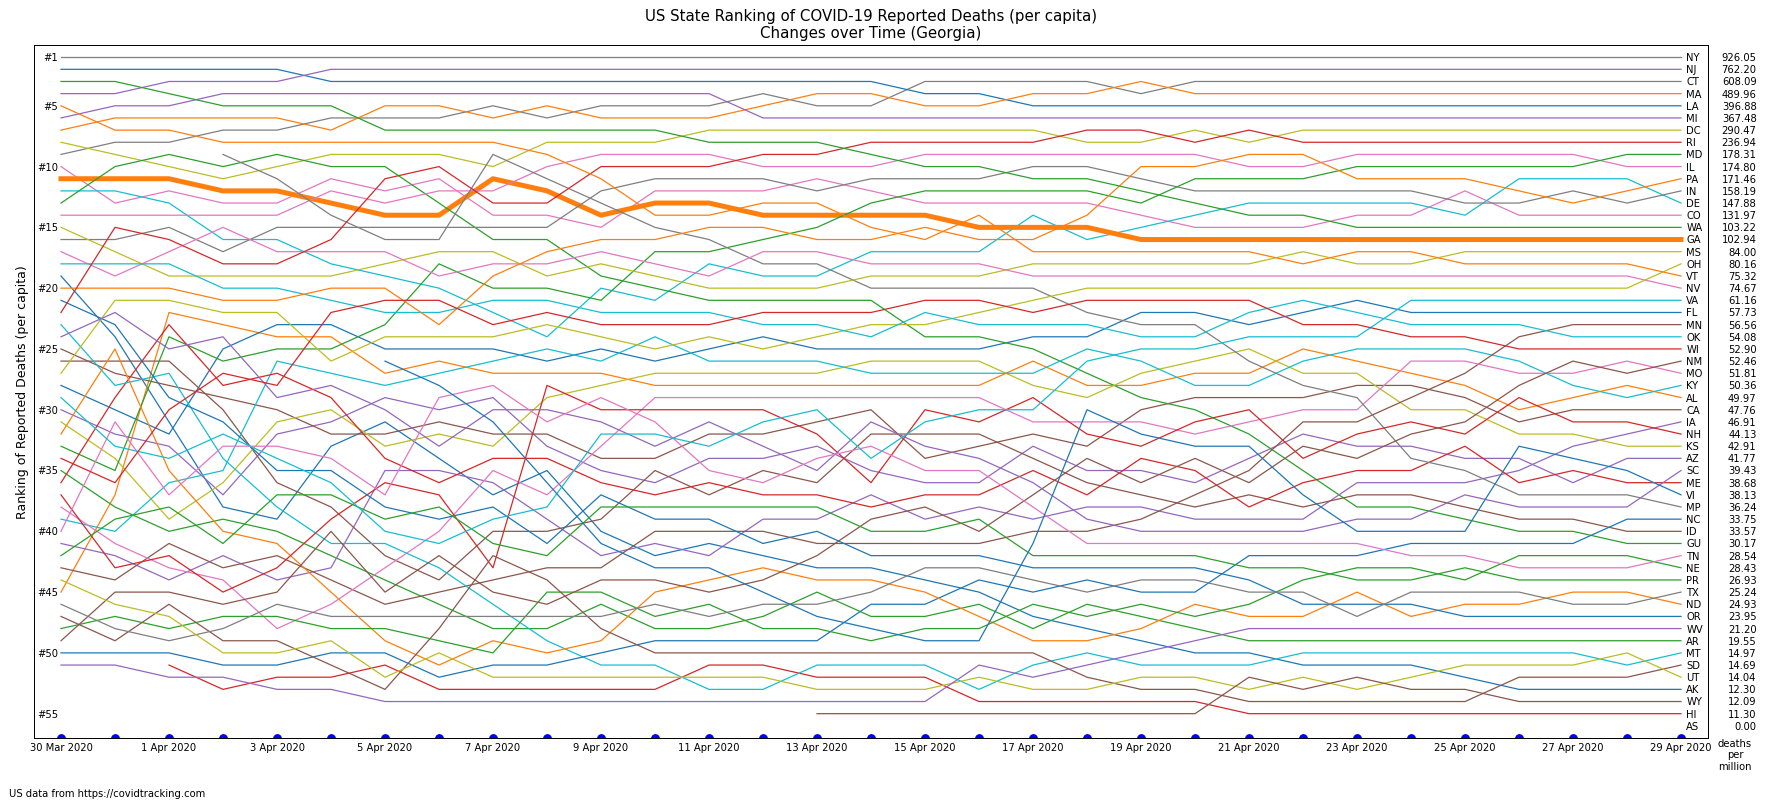 US State Ranking of COVID-19 Reported Deaths (per capita)
Changes over Time (Georgia)
Ranking of Reported Deaths (per capita)
#1
#5
#10
#15
#20
#25
#30
#35
#40
#45
#50
#55
NY 926.05
NJ 762.20
CT 608.09
MA 489.96
LA 396.88
MI 367.48
DC 290.47
RI 236.94
MD 178.31
IL 174.80
PA 171.46
IN 158.19
DE 147.88
CO 131.97
WA 103.22
GA 102.94
MS 84.00
OH 80.16
VT 75.32
NV 74.67
VA 61.16
FL 57.73
MN 56.56
OK 54.08
WI 52.90
NM 52.46
MO 51.81
KY 50.36
AL 49.97
CA 47.76
IA 46.91
NH 44.13
KS 42.91
AZ 41.77
SC 39.43
ME 38.68
VI 38.13
MP 36.24
NC 33.75
ID 33.57
GU 30.17
TN 28.54
NE 28.43
PR 26.93
TX 25.24
ND 24.93
OR 23.95
WV 21.20
AR 19.55
MT 14.97
SD 14.69
UT 14.04
AK 12.30
WY 12.09
HI 11.30
AS 0.00
30 Mar 2020 1 Apr 2020 3 Apr 2020 5 Apr 2020 7 Apr 2020 9 Apr 2020 11 Apr 2020 13 Apr 2020 15 Apr 2020 17 Apr 2020 19 Apr 2020 21 Apr 2020 23 Apr 2020 25 Apr 2020 27 Apr 2020 29 Apr 2020
deaths
per
million
US data from https://covidtracking.com